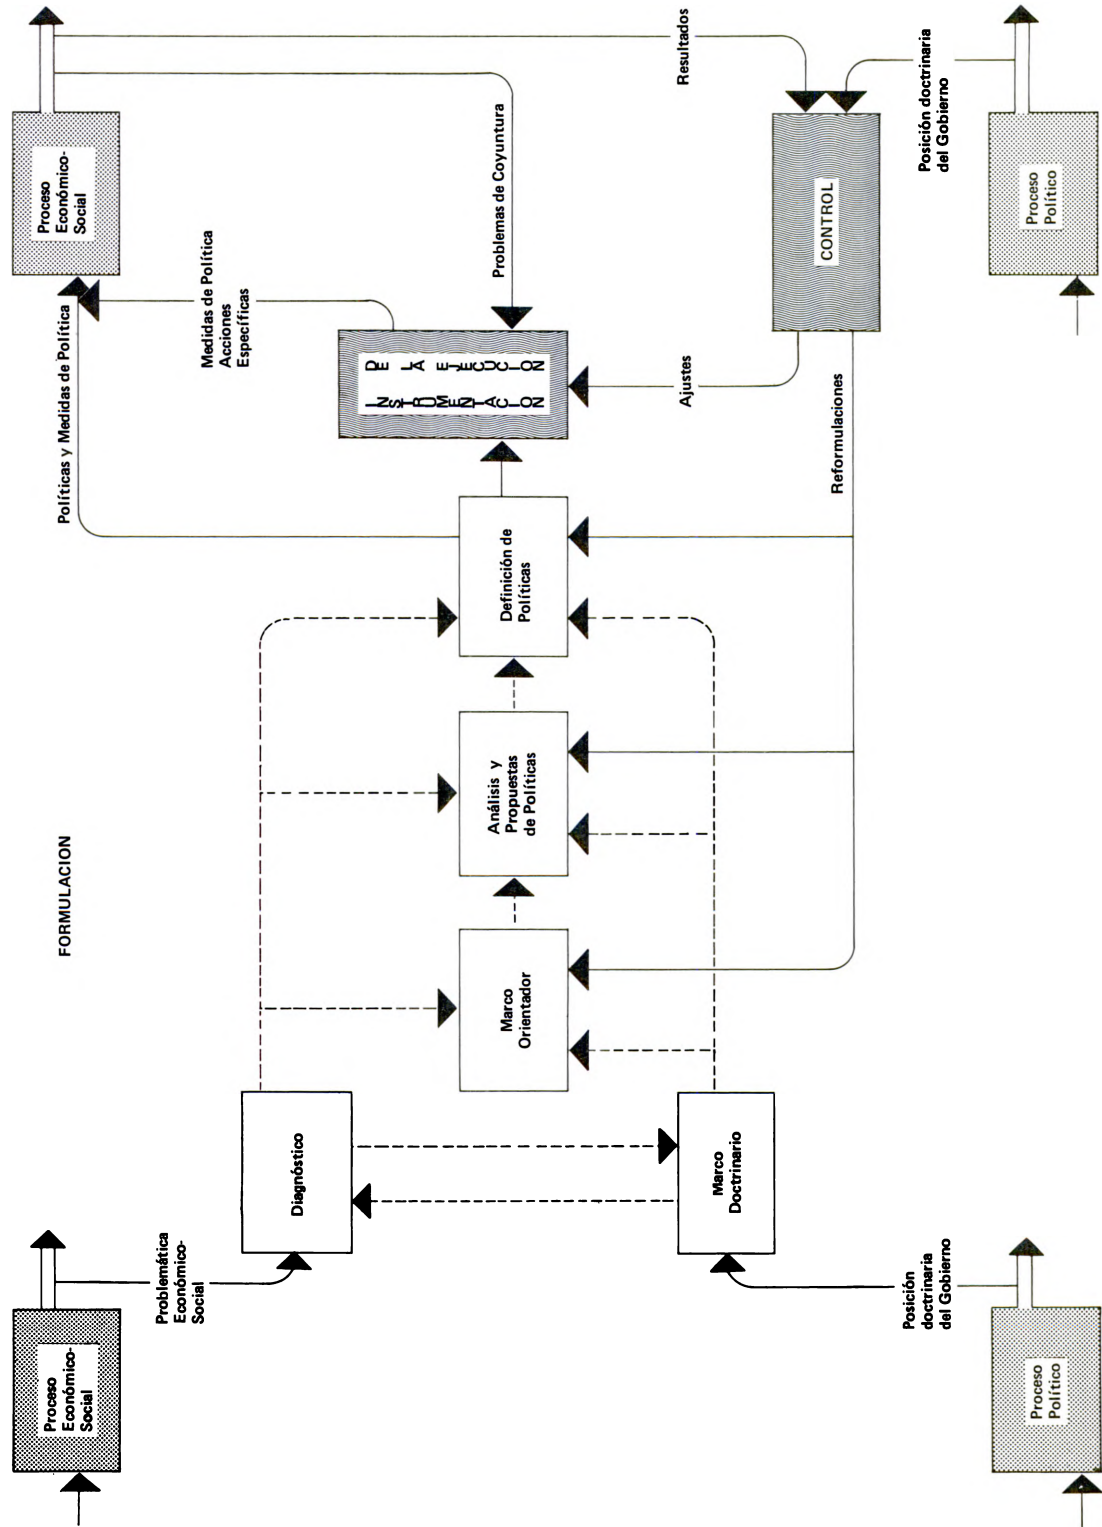 FORMULACION
Proceso
Económico-
Social
Problemática
Económico-
Social
Diagnóstico
Marco
Doctrinario
Posición
doctrinaria
del Gobierno
Proceso
Político
Marco
Orientador
Análisis y
Propuestas
de Políticas
Definición de
Políticas
Políticas y Medidas de Política
INSTRUMENTACION
DE LA EJECUCION
Medidas de Política
Acciones
Específicas
Proceso
Económico-
Social
Problemas de Coyuntura
Resultados
Ajustes
Reformulaciones
CONTROL
Posición doctrinaria
del Gobierno
Proceso
Político